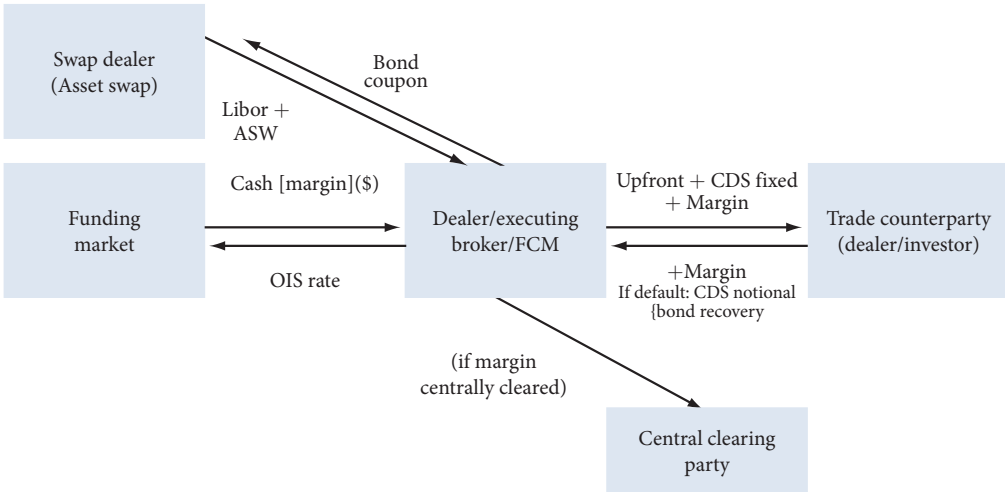 Swap dealer
(Asset swap)
Bond
coupon
Libor +
ASW
Funding
market
Cash [margin]($)
OIS rate
Dealer/executing
broker/FCM
Upfront + CDS fixed
+ Margin
+Margin
If default: CDS notional
{bond recovery
Trade counterparty
(dealer/investor)
(if margin
centrally cleared)
Central clearing
party